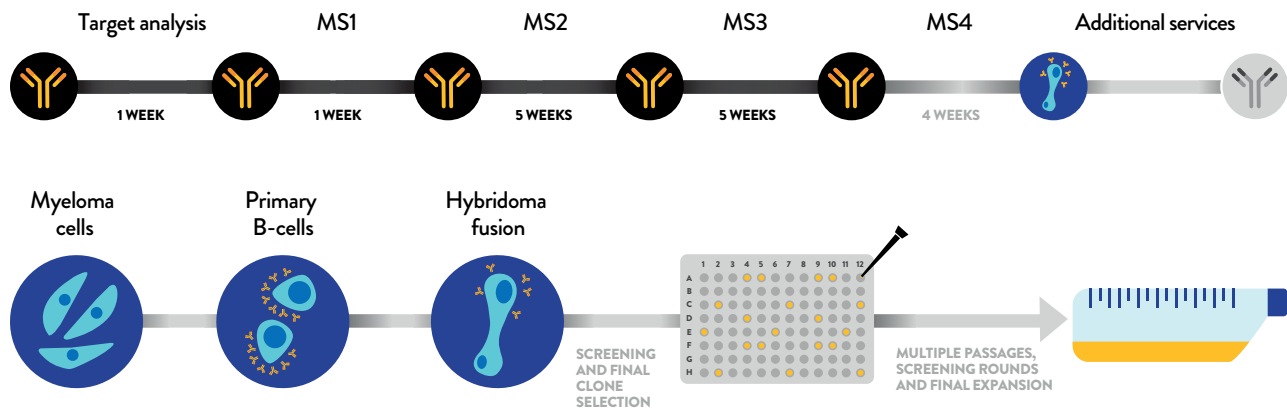 Target analysis
MS1
MS2
MS3
MS4
Additional services
1 WEEK
1 WEEK
5 WEEKS
5 WEEKS
4 WEEKS
Myeloma
cells
Primary
B-cells
Hybridoma
fusion
1 2 3 4 5 6 7 8 9 10 11 12
A
B
C
D
E
F
G
H
SCREENING
AND FINAL
CLONE
SELECTION
MULTIPLE PASSAGES,
SCREENING ROUNDS
AND FINAL EXPANSION